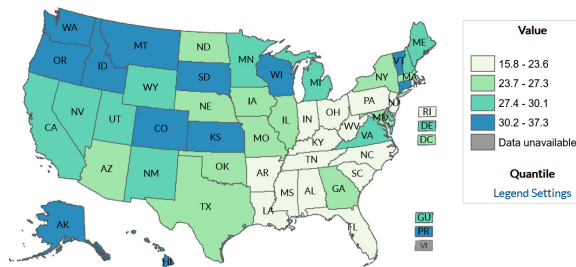 WA
MT
ND
MN
ME
OR
ID
SD
WI
MI
VT
NY
MA
WY
NE
IA
IL
IN
OH
PA
NJ
NV
UT
CO
KS
MO
KY
WV
VA
MD
CA
AZ
NM
OK
AR
TN
NC
SC
TX
LA
MS
AL
GA
FL
AK
HI
RI
DE
DC
GU
PR
VI
Value
15.8 - 23.6
23.7 - 27.3
27.4 - 30.1
30.2 - 37.3
Data unavailable
Quantile
Legend Settings